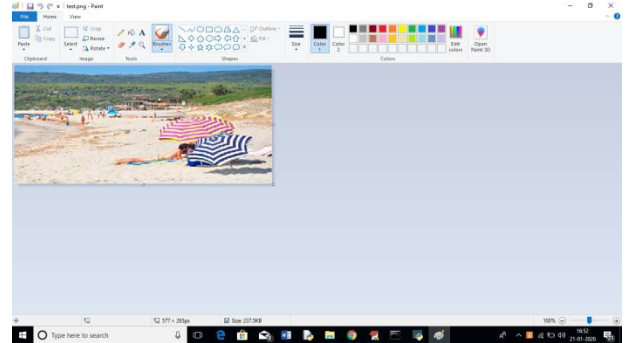 test.png - Paint
File Home View
Cut
Copy
Paste
Clipboard
Crop
Resize
Rotate
Select
Image
Tools
Brushes
Outline
Fill
Shapes
Size
Color 1
Color 2
Colors
Edit colors
Open Paint 3D
577 × 265px
Size: 237.5KB
100%
Type here to search
16:52
21-01-2020